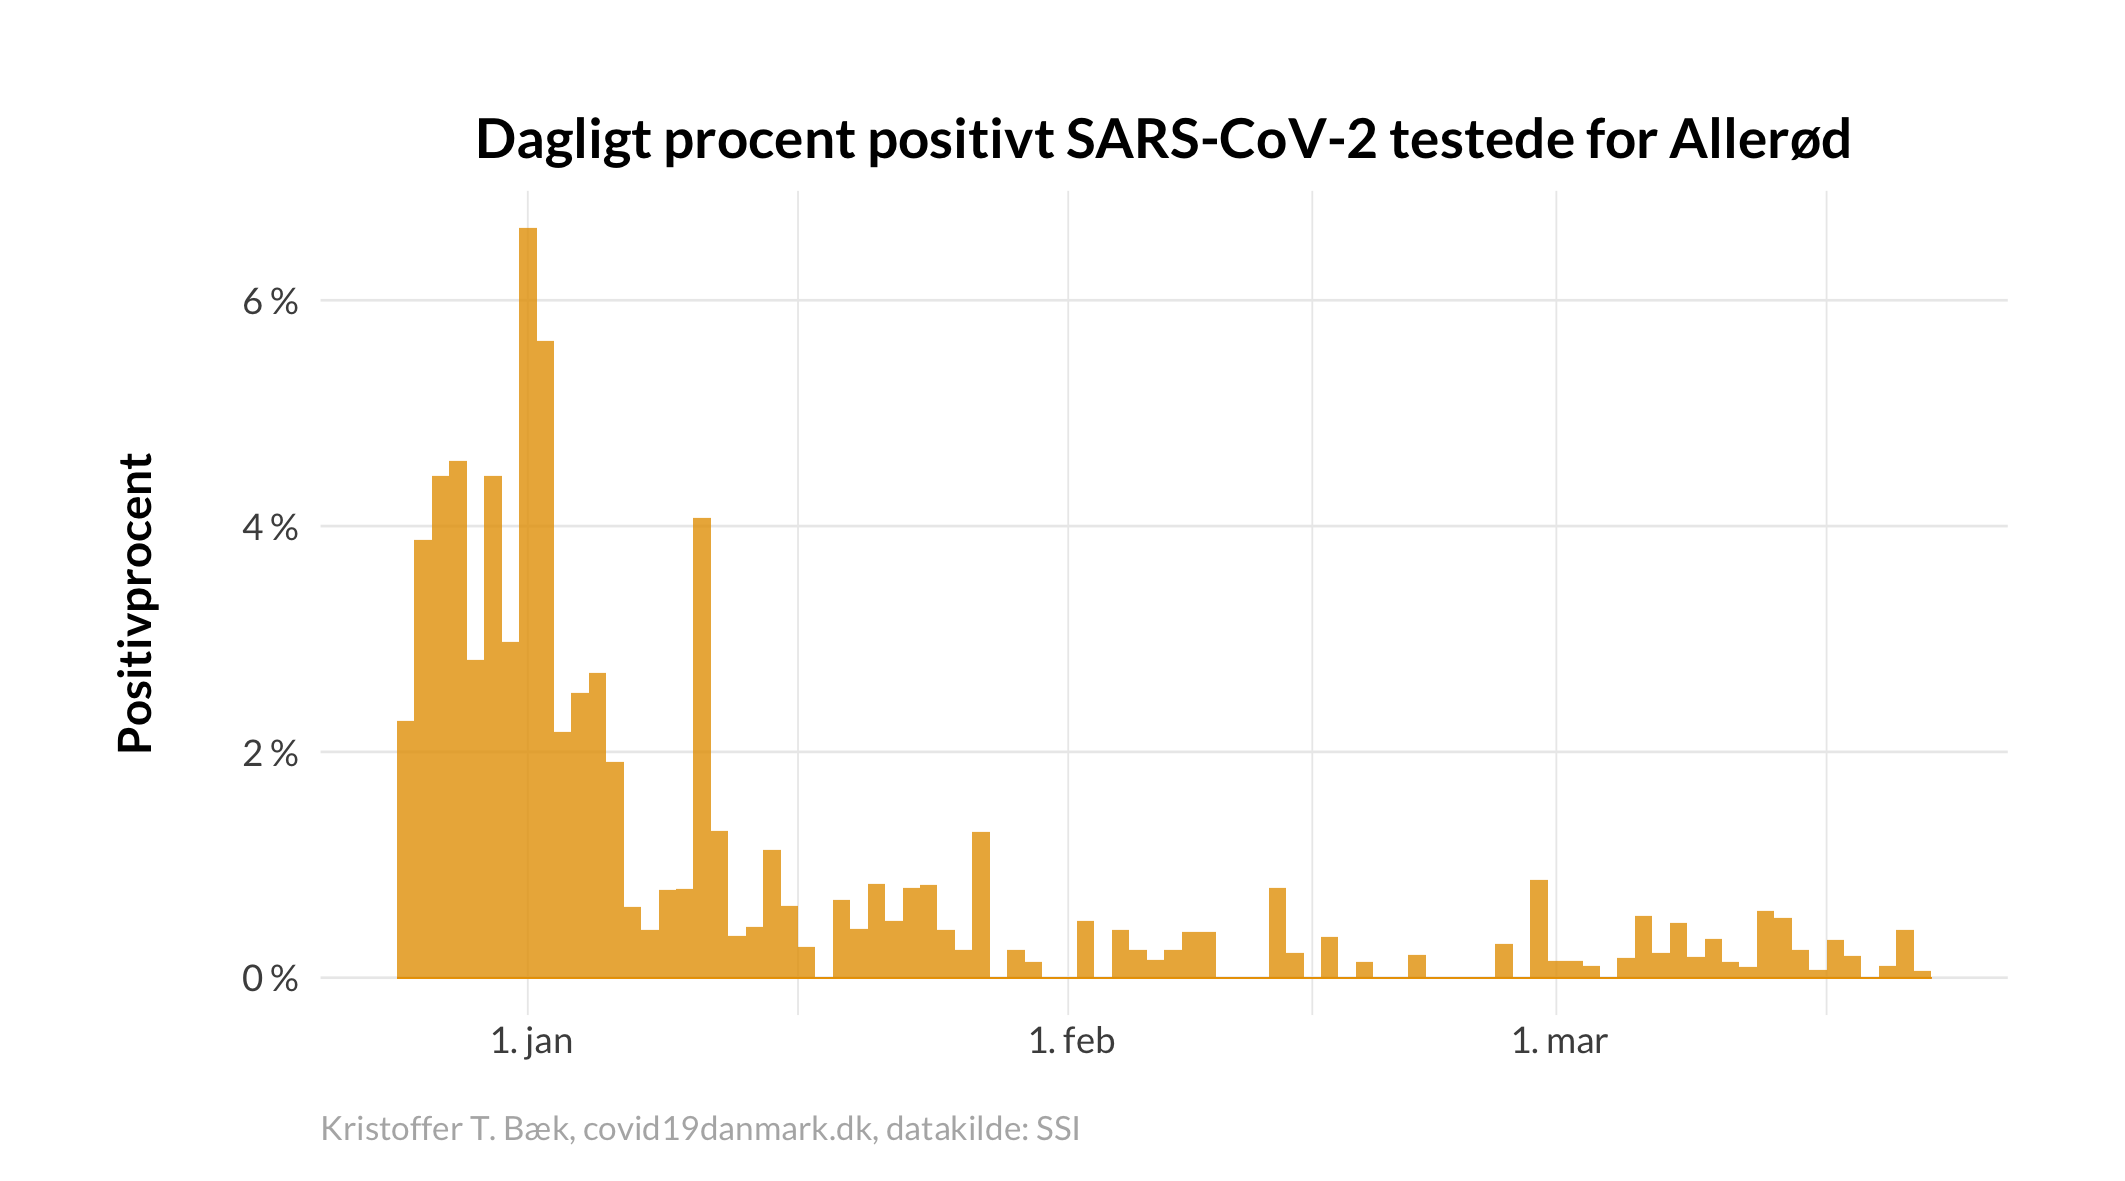 Dagligt procent positivt SARS-CoV-2 testede for Allerød
Positivprocent
6 %
4 %
2 %
0 %
1. jan
1. feb
1. mar
Kristoffer T. Bæk, covid19danmark.dk, datakilde: SSI